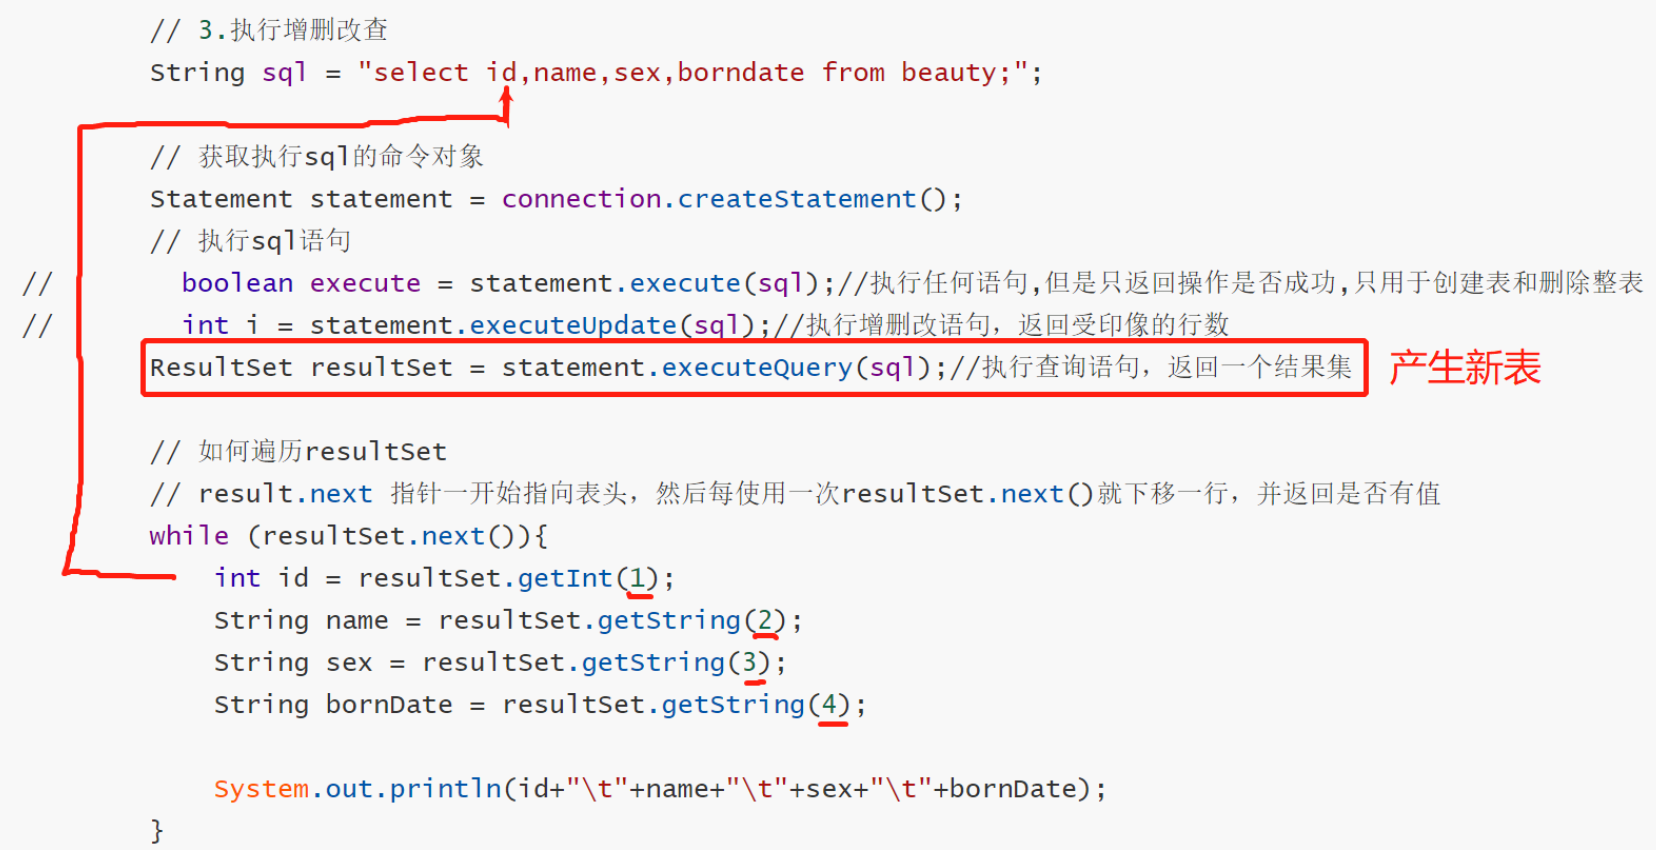 // 3.执行增删改查
String sql = "select id,name,sex,borndate from beauty;";
// 获取执行sql的命令对象
Statement statement = connection.createStatement();
// 执行sql语句
// boolean execute = statement.execute(sql);//执行任何语句,但是只返回操作是否成功,只用于创建表和删除整表
// int i = statement.executeUpdate(sql);//执行增删改语句，返回受印像的行数
ResultSet resultSet = statement.executeQuery(sql);//执行查询语句，返回一个结果集 产生新表
// 如何遍历resultSet
// result.next 指针一开始指向表头，然后每使用一次resultSet.next()就下移一行，并返回是否有值
while (resultSet.next()){
int id = resultSet.getInt(1);
String name = resultSet.getString(2);
String sex = resultSet.getString(3);
String bornDate = resultSet.getString(4);
System.out.println(id+"\t"+name+"\t"+sex+"\t"+bornDate);
}